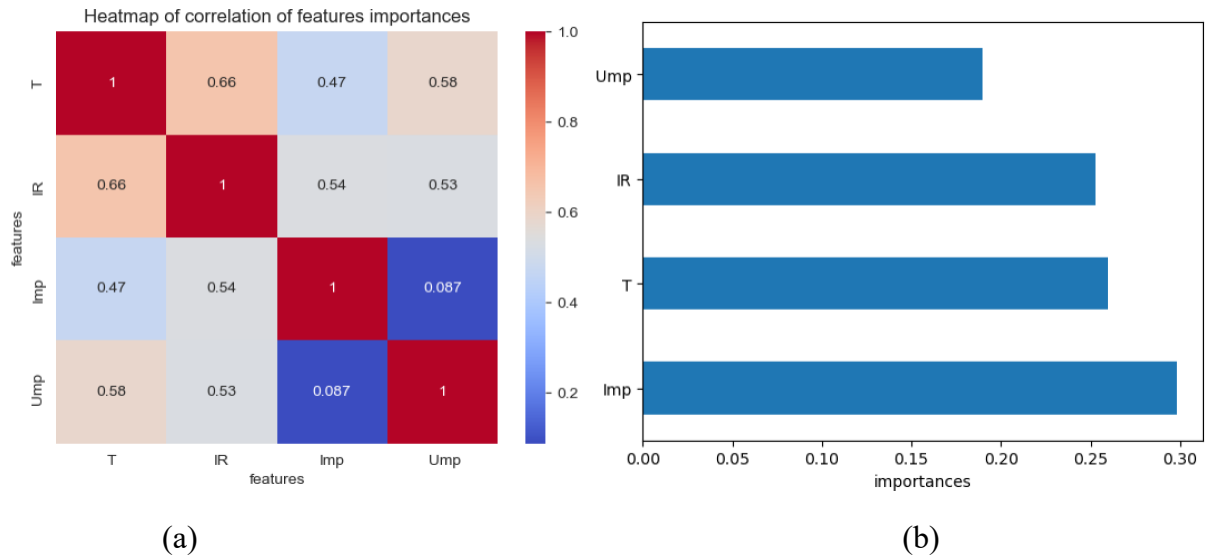 Heatmap of correlation of features importances
features
T
IR
Imp
Ump
1 0.66 0.47 0.58
0.66 1 0.54 0.53
0.47 0.54 1 0.087
0.58 0.53 0.087 1
T IR Imp Ump
features
1.0
0.8
0.6
0.4
0.2
(a)
Ump
IR
T
Imp
0.00 0.05 0.10 0.15 0.20 0.25 0.30
importances
(b)